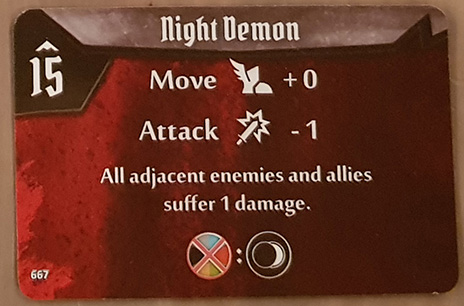 Night Demon
15
Move + 0
Attack - 1
All adjacent enemies and allies
suffer 1 damage.
:
667